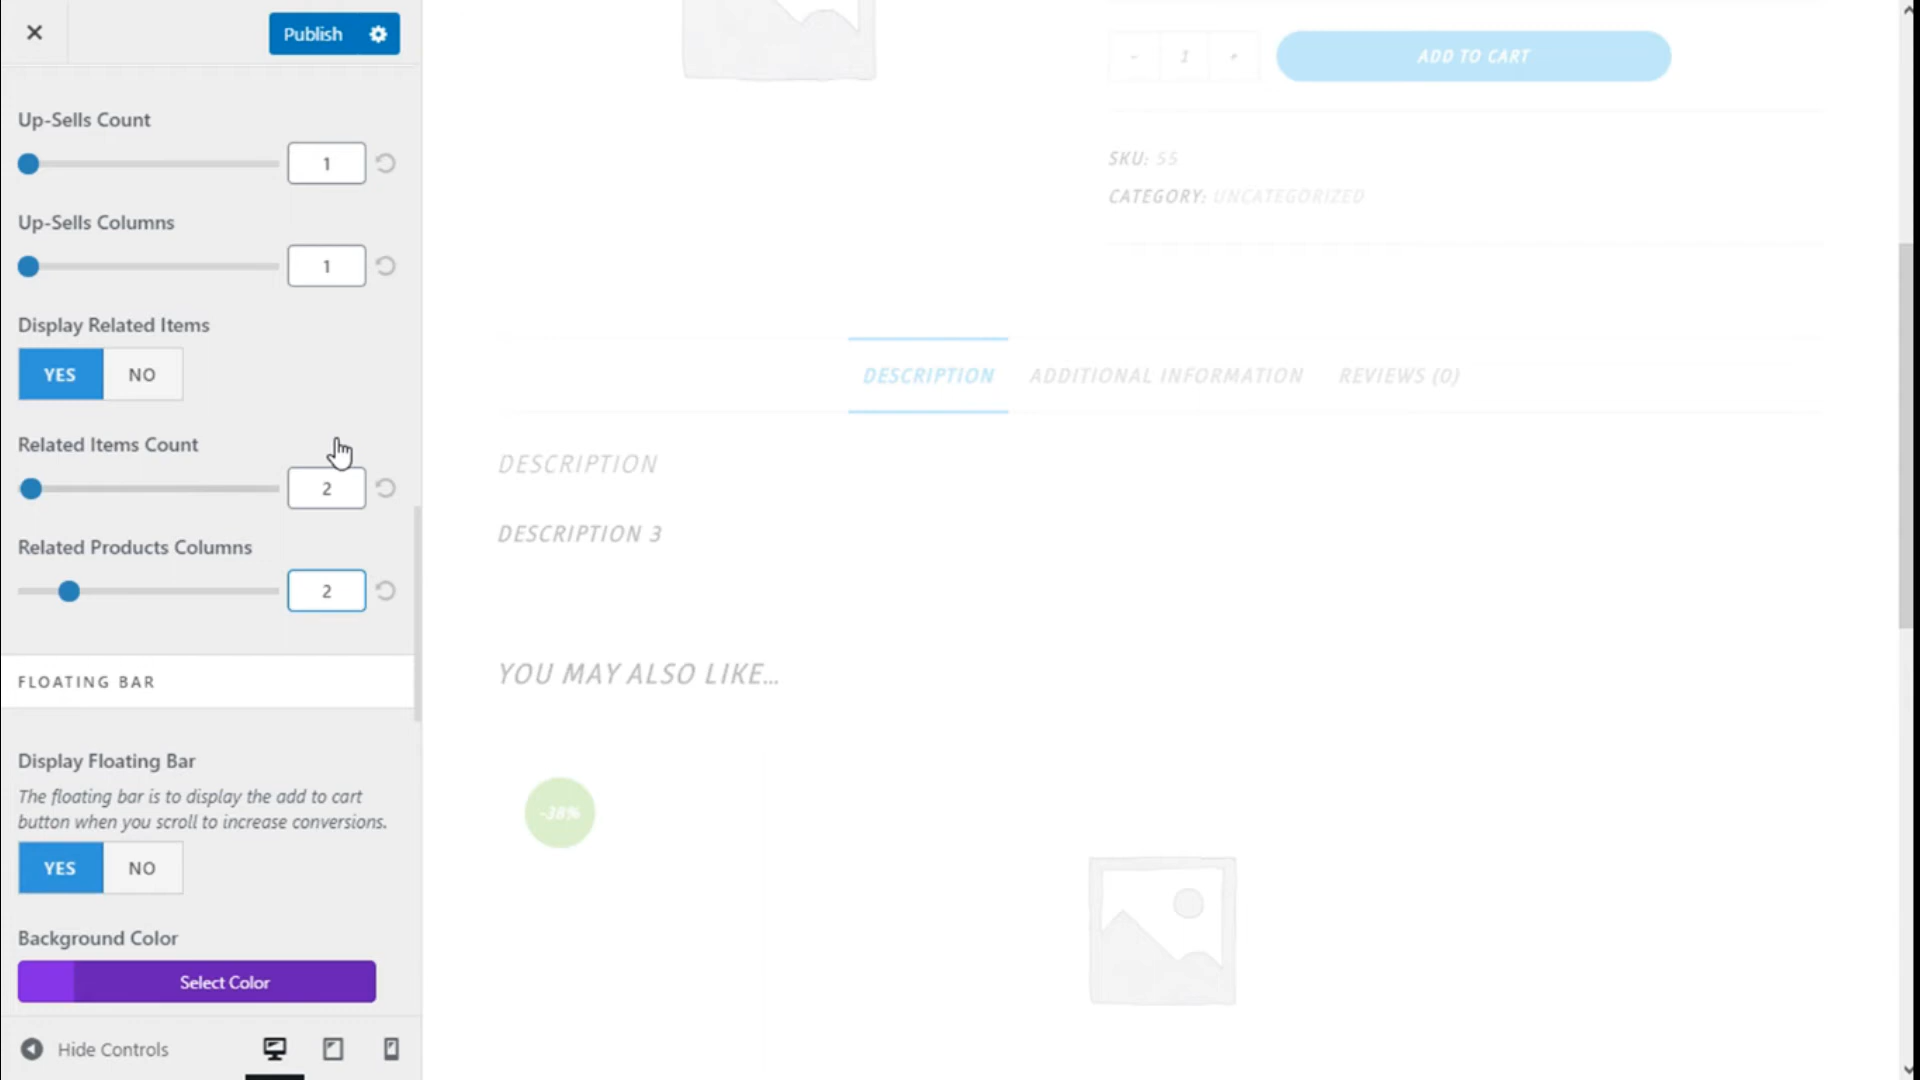 Publish
Up-Sells Count
1
Up-Sells Columns
1
Display Related Items
YES NO
Related Items Count
2
Related Products Columns
2
FLOATING BAR
Display Floating Bar
The floating bar is to display the add to cart
button when you scroll to increase conversions.
YES NO
Background Color
Select Color
Hide Controls
- 1 + ADD TO CART
SKU: 55
CATEGORY: UNCATEGORIZED
DESCRIPTION ADDITIONAL INFORMATION REVIEWS (0)
DESCRIPTION
DESCRIPTION 3
YOU MAY ALSO LIKE...
-38%